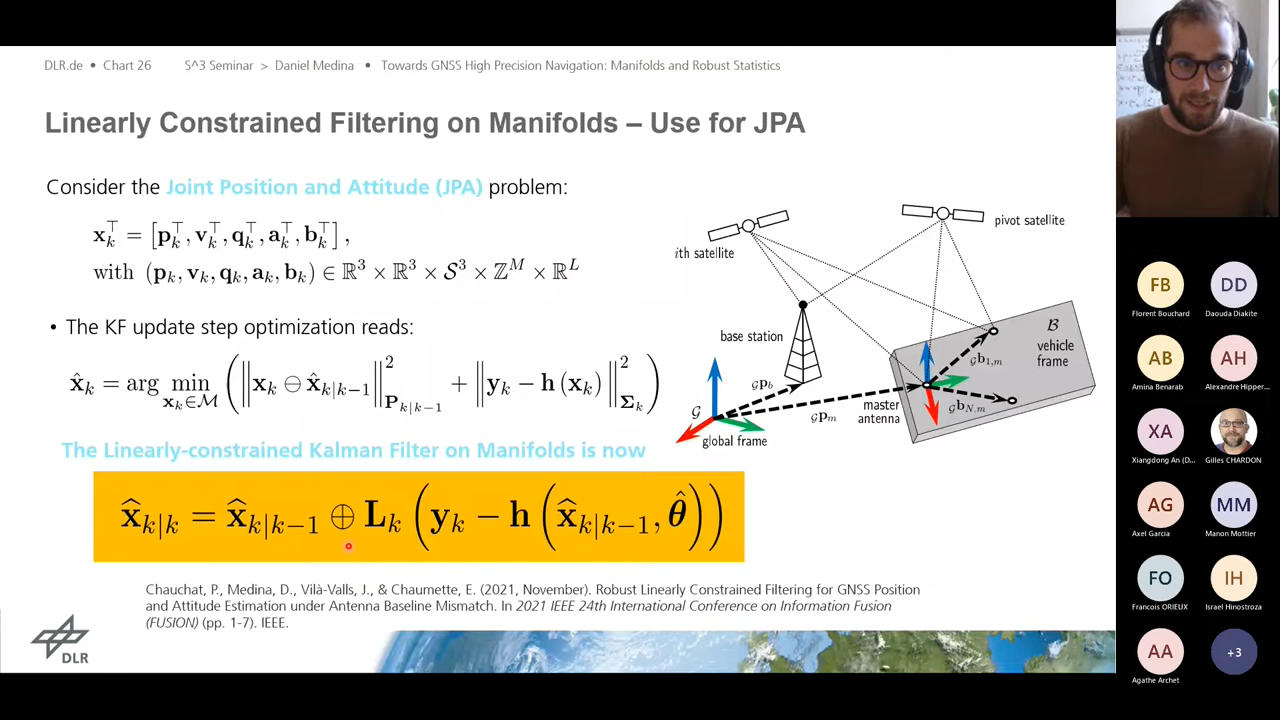 DLR.de • Chart 26 S^3 Seminar > Daniel Medina • Towards GNSS High Precision Navigation: Manifolds and Robust Statistics
Linearly Constrained Filtering on Manifolds – Use for JPA
Consider the Joint Position and Attitude (JPA) problem:
x_k^⊤ = [p_k^⊤, v_k^⊤, q_k^⊤, a_k^⊤, b_k^⊤],
with (p_k, v_k, q_k, a_k, b_k) ∈ ℝ^3 × ℝ^3 × 𝒮^3 × ℤ^M × ℝ^L
• The KF update step optimization reads:
x̂_k = arg min_{x_k∈ℳ} (‖x_k ⊖ x̂_{k|k−1}‖^2_{P_{k|k−1}} + ‖y_k − h(x_k)‖^2_{Σ_k})
The Linearly-constrained Kalman Filter on Manifolds is now
x̂_{k|k} = x̂_{k|k−1} ⊕ L_k (y_k − h (x̂_{k|k−1}, θ̂))
Chauchat, P., Medina, D., Vilà-Valls, J., & Chaumette, E. (2021, November). Robust Linearly Constrained Filtering for GNSS Position
and Attitude Estimation under Antenna Baseline Mismatch. In 2021 IEEE 24th International Conference on Information Fusion
(FUSION) (pp. 1-7). IEEE.
DLR
ith satellite
pivot satellite
base station
ℬ
vehicle
frame
𝒢b_{1,m}
𝒢p_b
𝒢
𝒢p_m
master
antenna
𝒢b_{N,m}
global frame
FB
Florent Bouchard
DD
Daouda Diakite
AB
Amina Benarab
AH
Alexandre Hipper...
XA
Xiangdong An (D...
Gilles CHARDON
AG
Axel Garcia
MM
Manon Mottier
FO
Francois ORIEUX
IH
Israel Hinostroza
AA
Agathe Archet
+3